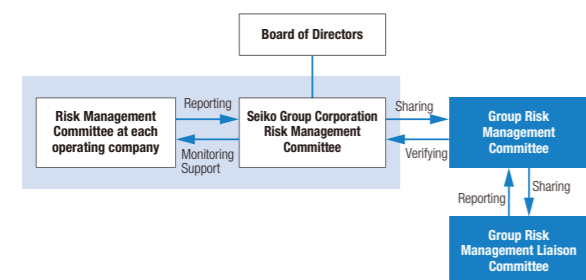 Board of Directors
Reporting
Sharing
Risk Management
Committee at each
operating company
Seiko Group Corporation
Risk Management
Committee
Group Risk
Management
Committee
Monitoring
Support
Verifying
Reporting
Sharing
Group Risk
Management Liaison
Committee